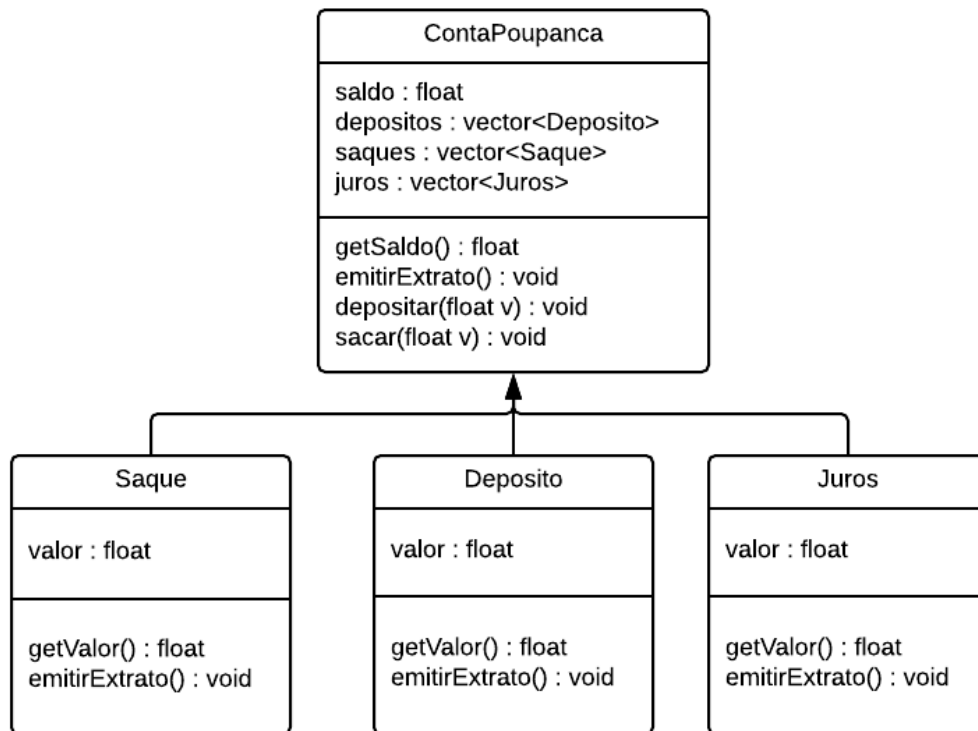 ContaPoupanca
saldo : float
depositos : vector<Deposito>
saques : vector<Saque>
juros : vector<Juros>
getSaldo() : float
emitirExtrato() : void
depositar(float v) : void
sacar(float v) : void
Saque
valor : float
getValor() : float
emitirExtrato() : void
Deposito
valor : float
getValor() : float
emitirExtrato() : void
Juros
valor : float
getValor() : float
emitirExtrato() : void